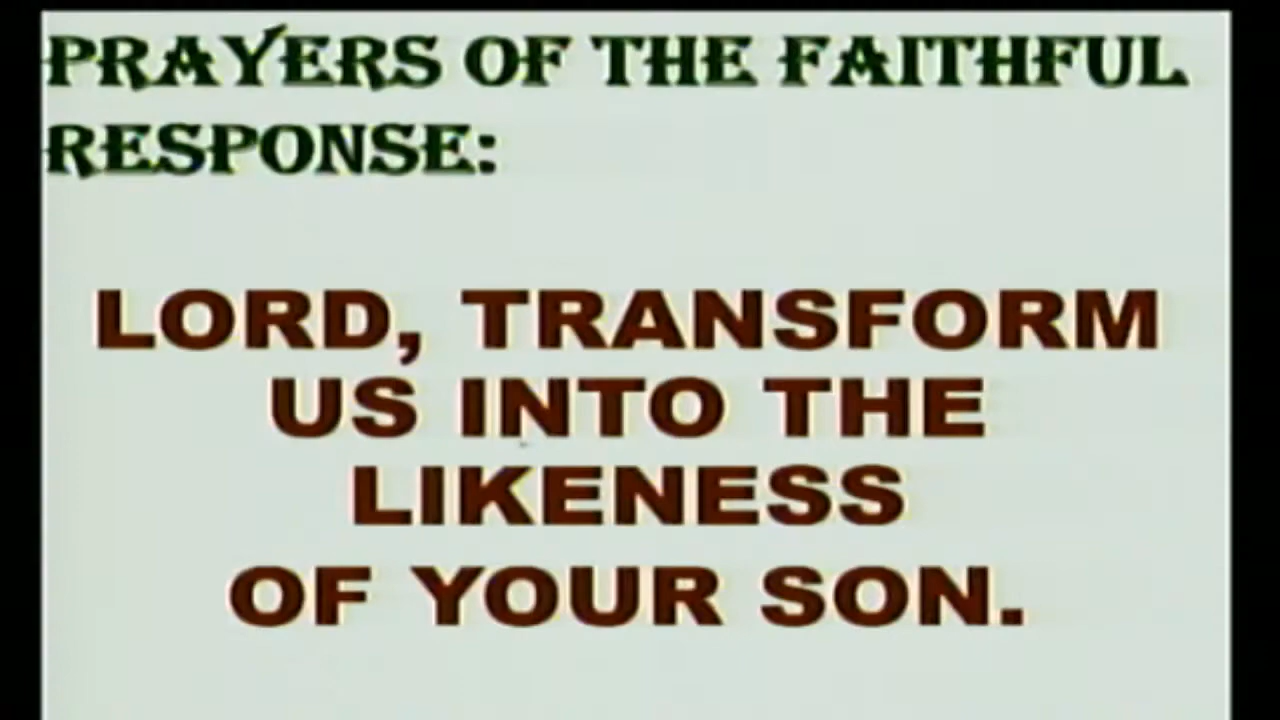 PRAYERS OF THE FAITHFUL
RESPONSE:
LORD, TRANSFORM
US INTO THE
LIKENESS
OF YOUR SON.